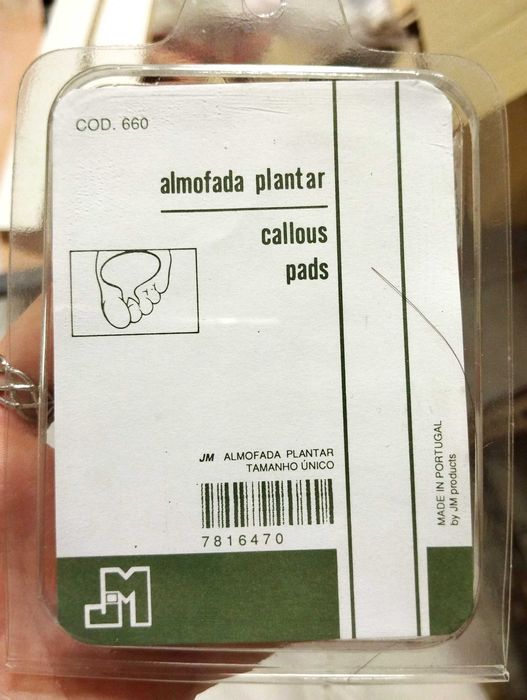 COD. 660
almofada plantar
callous
pads
JM ALMOFADA PLANTAR
TAMANHO ÚNICO
7816470
MADE IN PORTUGAL
by JM products
JM